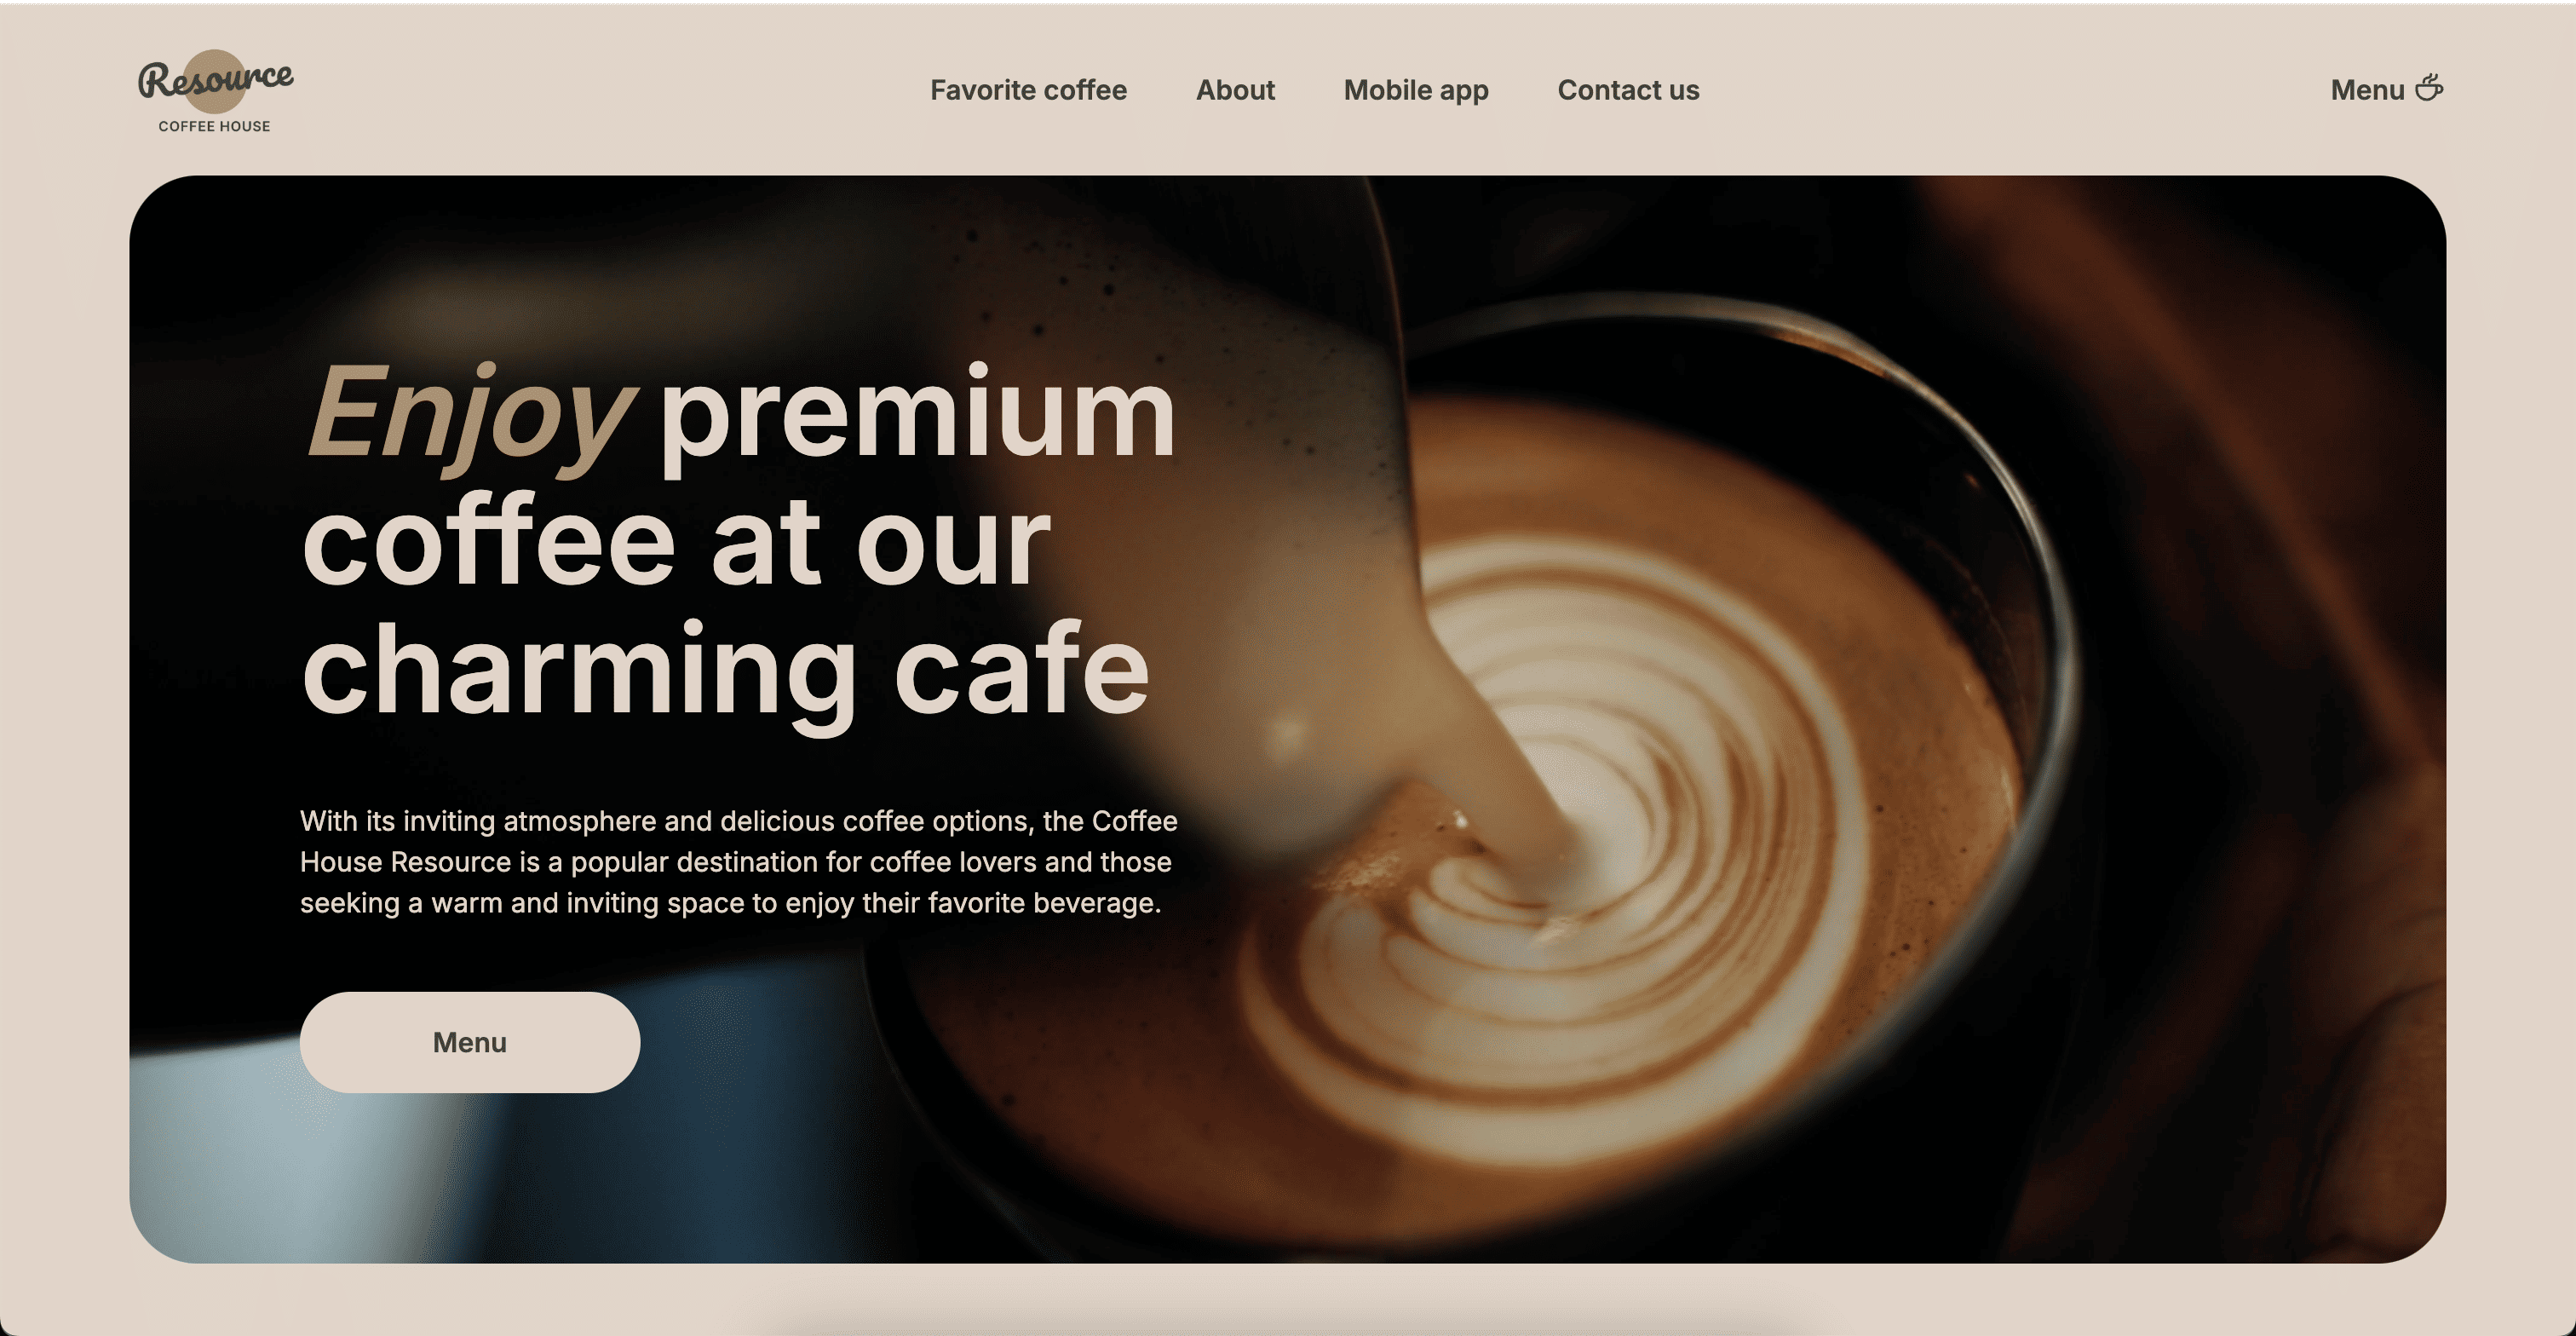 Resource
COFFEE HOUSE
Favorite coffee
About
Mobile app
Contact us
Menu
Enjoy premium
coffee at our
charming cafe
With its inviting atmosphere and delicious coffee options, the Coffee
House Resource is a popular destination for coffee lovers and those
seeking a warm and inviting space to enjoy their favorite beverage.
Menu